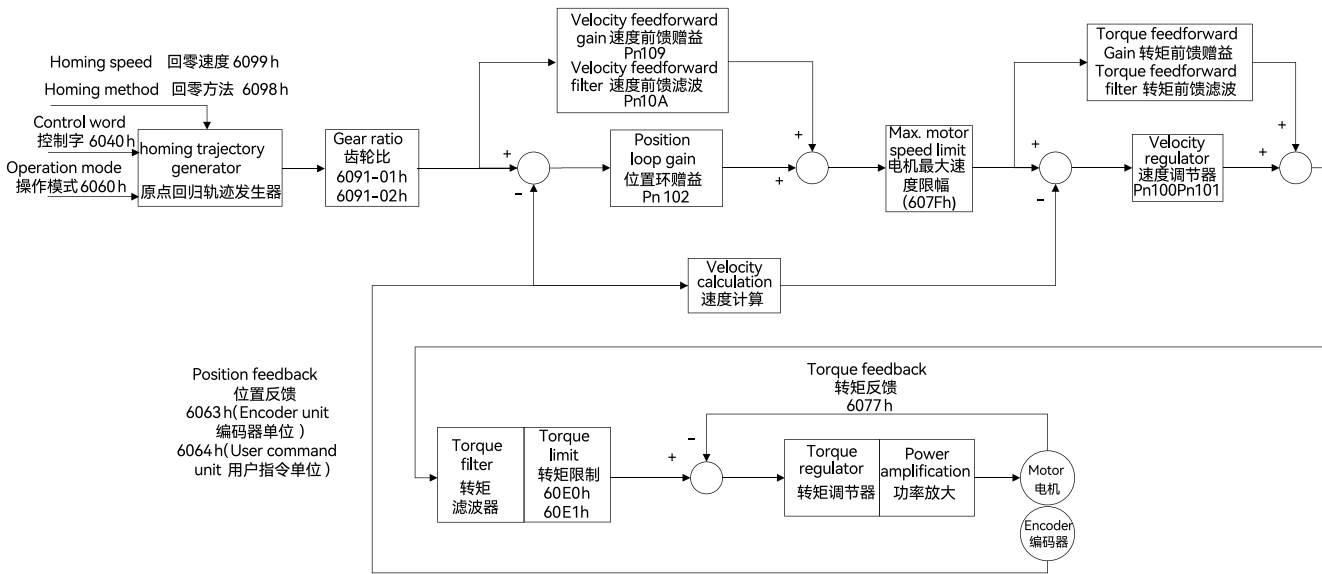 Homing speed 回零速度 6099h
Homing method 回零方法 6098h
Control word
控制字 6040h
Operation mode
操作模式 6060h
homing trajectory
generator
原点回归轨迹发生器
Gear ratio
齿轮比
6091-01h
6091-02h
Velocity feedforward
gain 速度前馈赠益
Pn109
Velocity feedforward
filter 速度前馈滤波
Pn10A
+
-
Position
loop gain
位置环赠益
Pn102
+
+
Max. motor
speed limit
电机最大速
度限幅
(607Fh)
+
-
Torque feedforward
Gain 转矩前馈赠益
Torque feedforward
filter 转矩前馈滤波
Velocity
regulator
速度调节器
Pn100Pn101
+
+
Velocity
calculation
速度计算
Position feedback
位置反馈
6063h(Encoder unit
编码器单位)
6064h(User command
unit 用户指令单位)
Torque feedback
转矩反馈
6077h
Torque
filter
转矩
滤波器
Torque
limit
转矩限制
60E0h
60E1h
-
+
Torque
regulator
转矩调节器
Power
amplification
功率放大
Motor
电机
Encoder
编码器